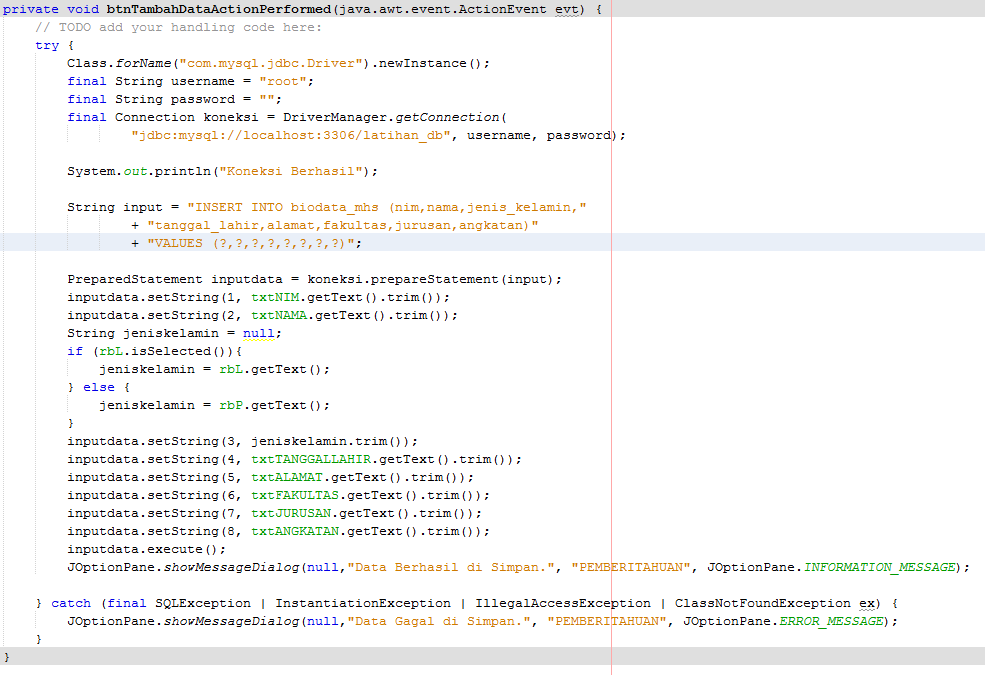 private void btnTambahDataActionPerformed(java.awt.event.ActionEvent evt) {
// TODO add your handling code here:
try {
Class.forName("com.mysql.jdbc.Driver").newInstance();
final String username = "root";
final String password = "";
final Connection koneksi = DriverManager.getConnection(
"jdbc:mysql://localhost:3306/latihan_db", username, password);
System.out.println("Koneksi Berhasil");
String input = "INSERT INTO biodata_mhs (nim,nama,jenis_kelamin,"
+ "tanggal_lahir,alamat,fakultas,jurusan,angkatan)"
+ "VALUES (?,?,?,?,?,?,?,?)";
PreparedStatement inputdata = koneksi.prepareStatement(input);
inputdata.setString(1, txtNIM.getText().trim());
inputdata.setString(2, txtNAMA.getText().trim());
String jeniskelamin = null;
if (rbL.isSelected()){
jeniskelamin = rbL.getText();
} else {
jeniskelamin = rbP.getText();
}
inputdata.setString(3, jeniskelamin.trim());
inputdata.setString(4, txtTANGGALLAHIR.getText().trim());
inputdata.setString(5, txtALAMAT.getText().trim());
inputdata.setString(6, txtFAKULTAS.getText().trim());
inputdata.setString(7, txtJURUSAN.getText().trim());
inputdata.setString(8, txtANGKATAN.getText().trim());
inputdata.execute();
JOptionPane.showMessageDialog(null,"Data Berhasil di Simpan.", "PEMBERITAHUAN", JOptionPane.INFORMATION_MESSAGE);
} catch (final SQLException | InstantiationException | IllegalAccessException | ClassNotFoundException ex) {
JOptionPane.showMessageDialog(null,"Data Gagal di Simpan.", "PEMBERITAHUAN", JOptionPane.ERROR_MESSAGE);
}
}